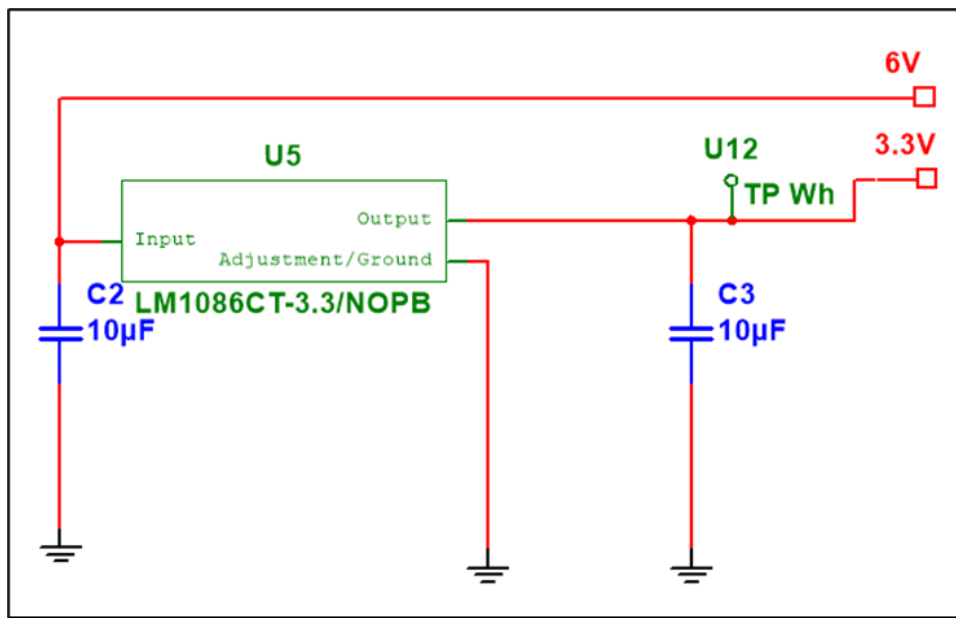 6V
3.3V
U5
U12
TP Wh
Output
Input
Adjustment/Ground
LM1086CT-3.3/NOPB
C2
10µF
C3
10µF